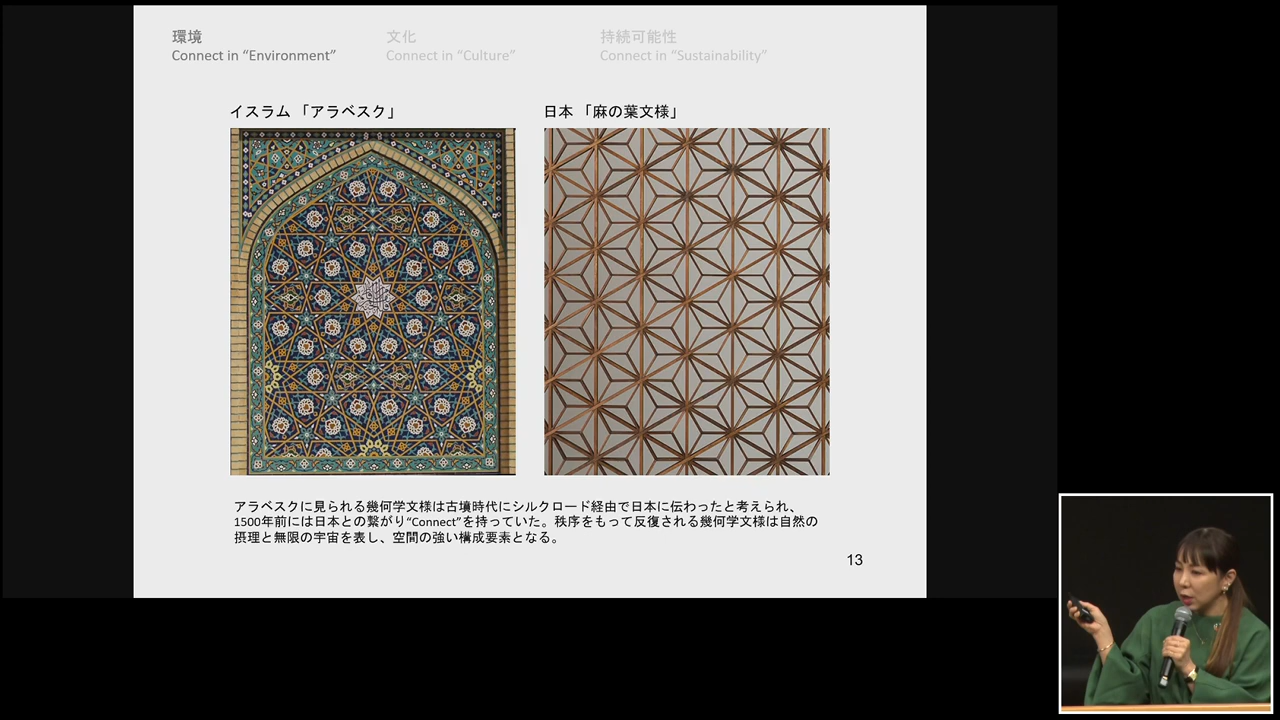 環境
Connect in “Environment”
文化
Connect in “Culture”
持続可能性
Connect in “Sustainability”
イスラム 「アラベスク」
日本 「麻の葉文様」
アラベスクに見られる幾何学文様は古墳時代にシルクロード経由で日本に伝わったと考えられ、
1500年前には日本との繋がり“Connect”を持っていた。秩序をもって反復される幾何学文様は自然の
摂理と無限の宇宙を表し、空間の強い構成要素となる。
13